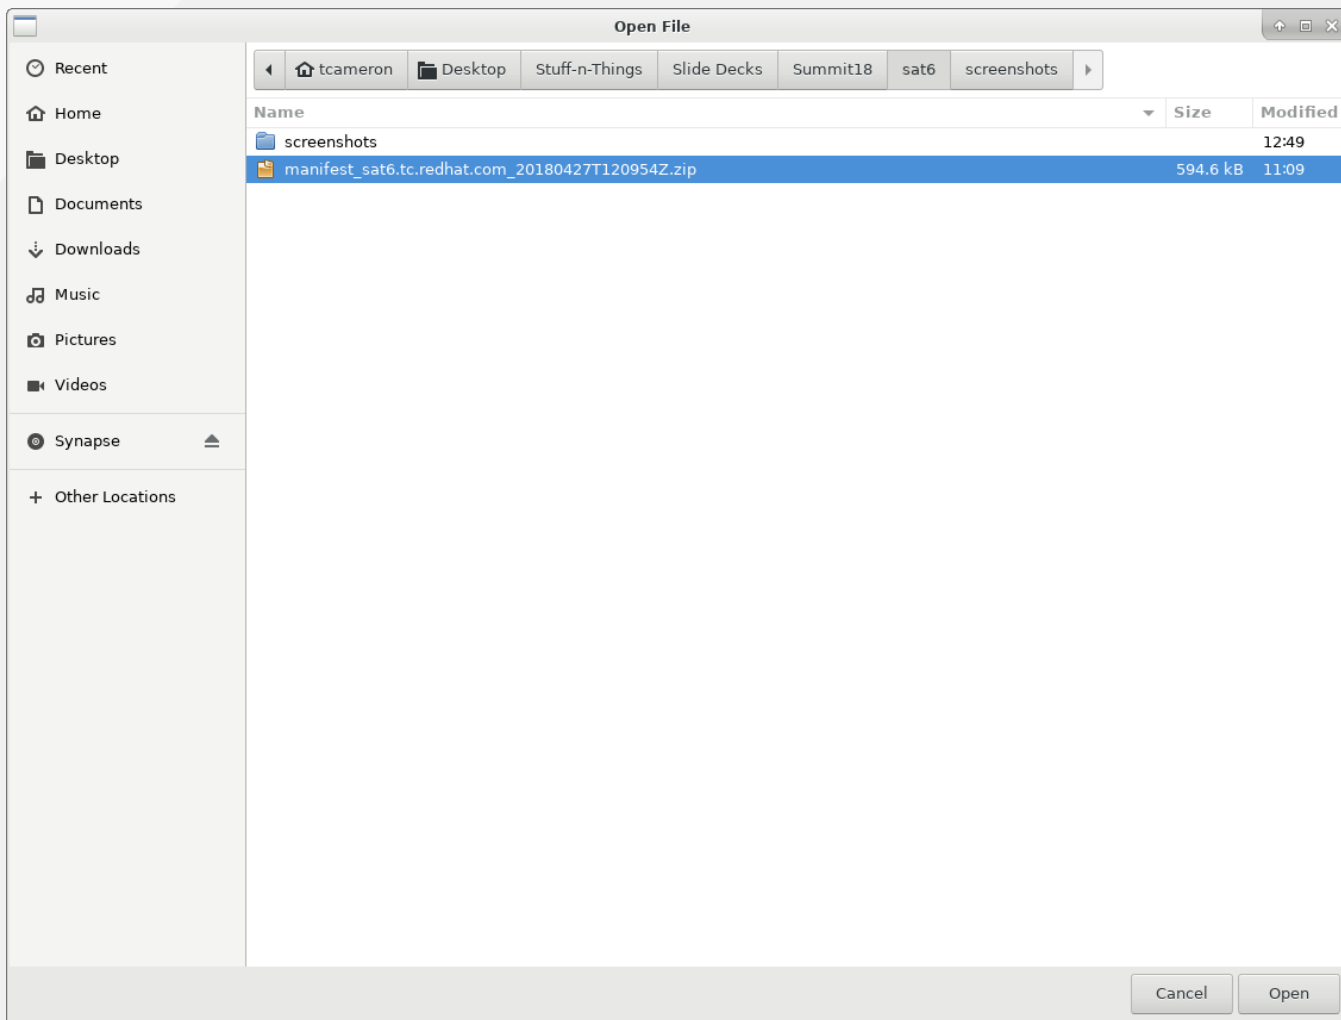 Open File
Recent
Home
Desktop
Documents
Downloads
Music
Pictures
Videos
Synapse
Other Locations
tcameron Desktop Stuff-n-Things Slide Decks Summit18 sat6 screenshots
Name Size Modified
screenshots 12:49
manifest_sat6.tc.redhat.com_20180427T120954Z.zip 594.6 kB 11:09
Cancel Open